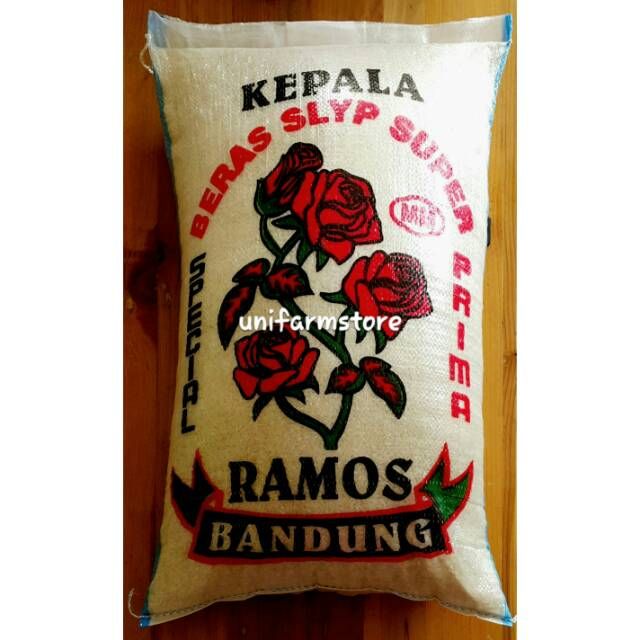 KEPALA
BERAS SLYP SUPER
MH
SPECIAL
PRIMA
unifarmstore
RAMOS
BANDUNG